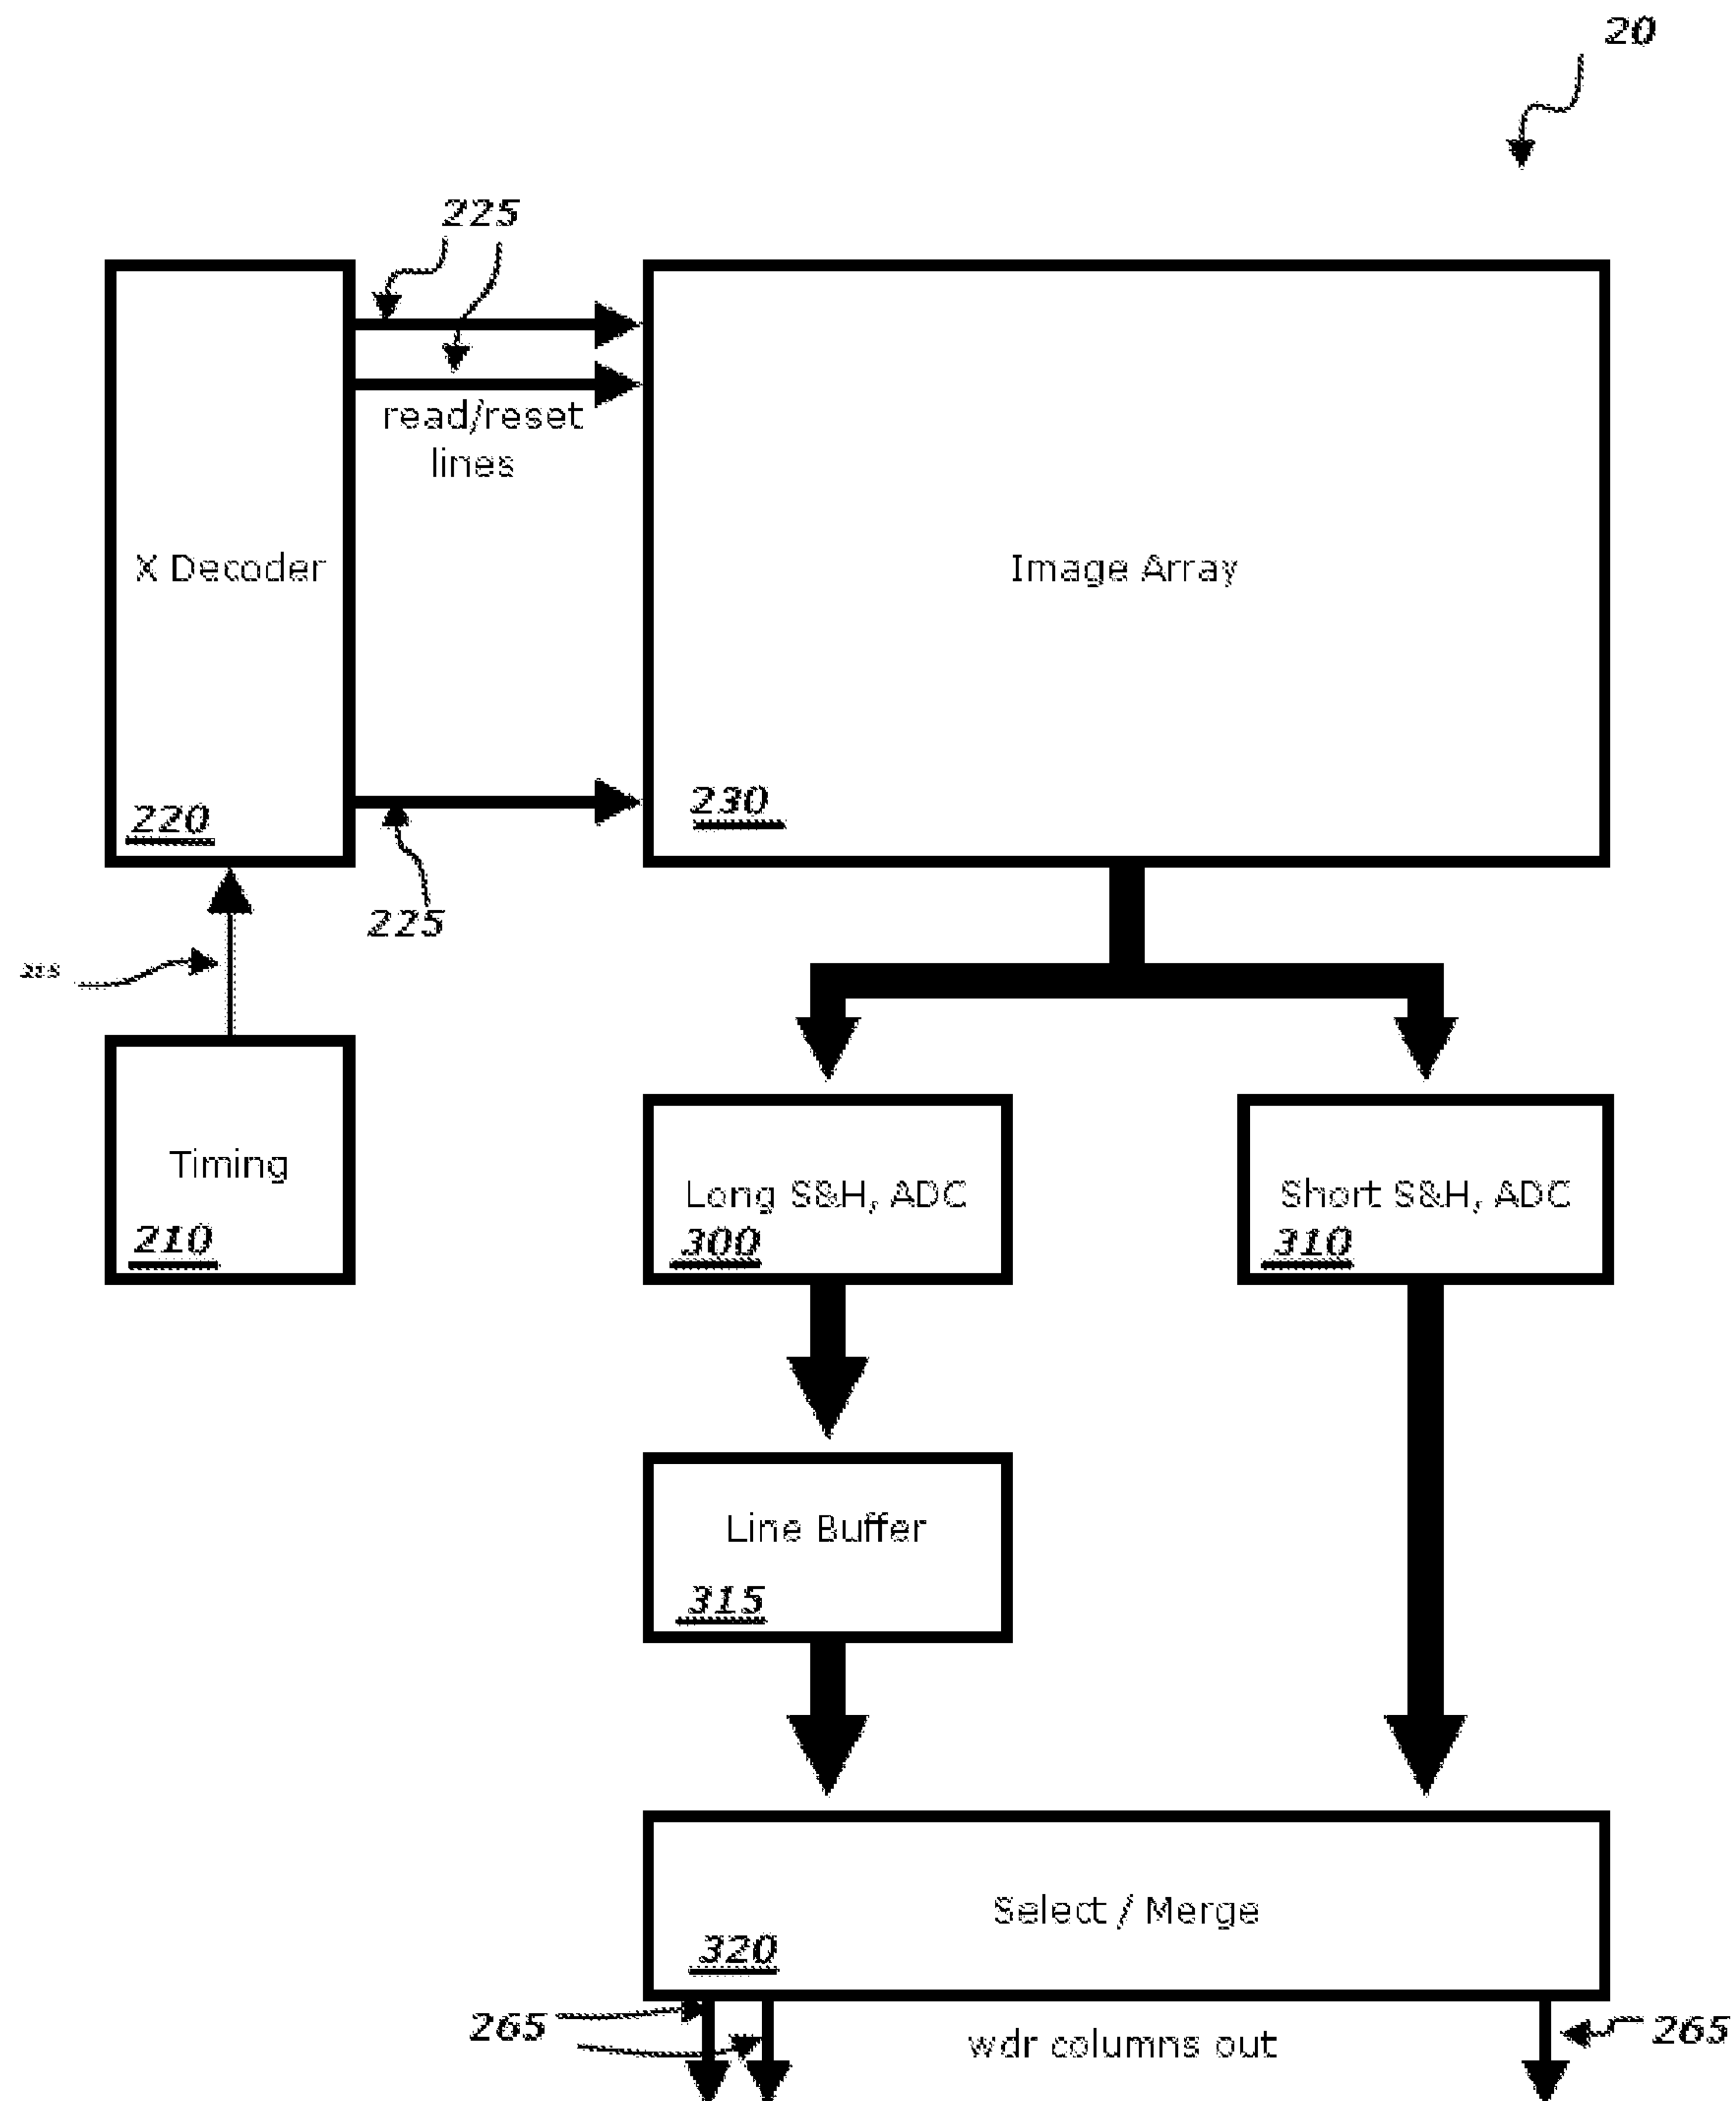 20
225
read/reset
lines
X Decoder
Image Array
220
230
225
Timing
210
Long S&H, ADC
300
Short S&H, ADC
310
Line Buffer
315
Select / Merge
320
265
wdr columns out
265